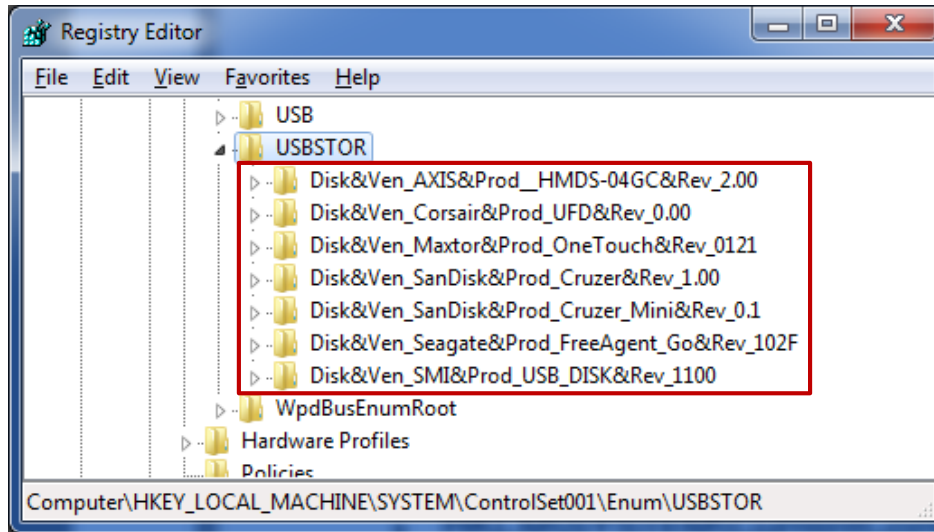 Registry Editor
File Edit View Favorites Help
USB
USBSTOR
Disk&Ven_AXIS&Prod__HMDS-04GC&Rev_2.00
Disk&Ven_Corsair&Prod_UFD&Rev_0.00
Disk&Ven_Maxtor&Prod_OneTouch&Rev_0121
Disk&Ven_SanDisk&Prod_Cruzer&Rev_1.00
Disk&Ven_SanDisk&Prod_Cruzer_Mini&Rev_0.1
Disk&Ven_Seagate&Prod_FreeAgent_Go&Rev_102F
Disk&Ven_SMI&Prod_USB_DISK&Rev_1100
WpdBusEnumRoot
Hardware Profiles
Policies
Computer\HKEY_LOCAL_MACHINE\SYSTEM\ControlSet001\Enum\USBSTOR